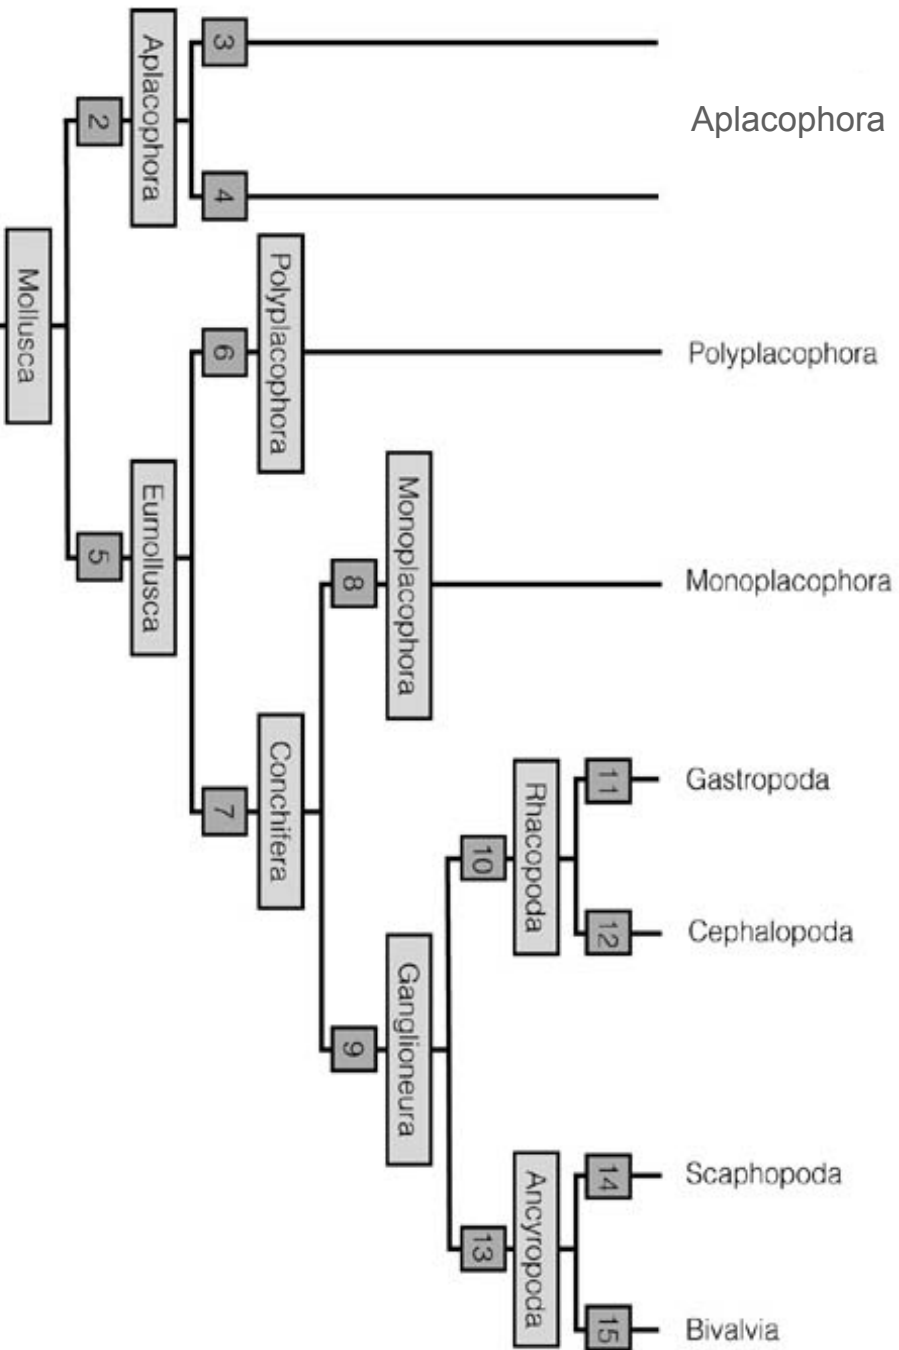 3
Aplacophora
2
Aplacophora
4
Mollusca
Polyplacophora
6
Polyplacophora
Eumollusca
5
Monoplacophora
8
Monoplacophora
Conchifera
7
11
Gastropoda
Rhacopoda
10
12
Cephalopoda
Ganglioneura
9
14
Scaphopoda
Ancyropoda
13
15
Bivalvia